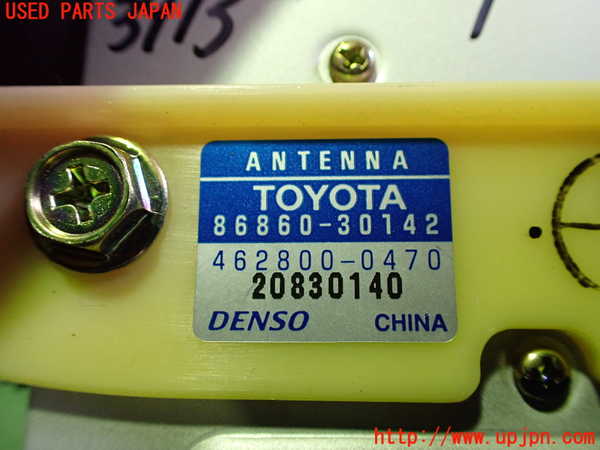 USED PARTS JAPAN
ANTENNA
TOYOTA
86860-30142
462800-0470
20830140
DENSO CHINA
http://www.upjpn.com